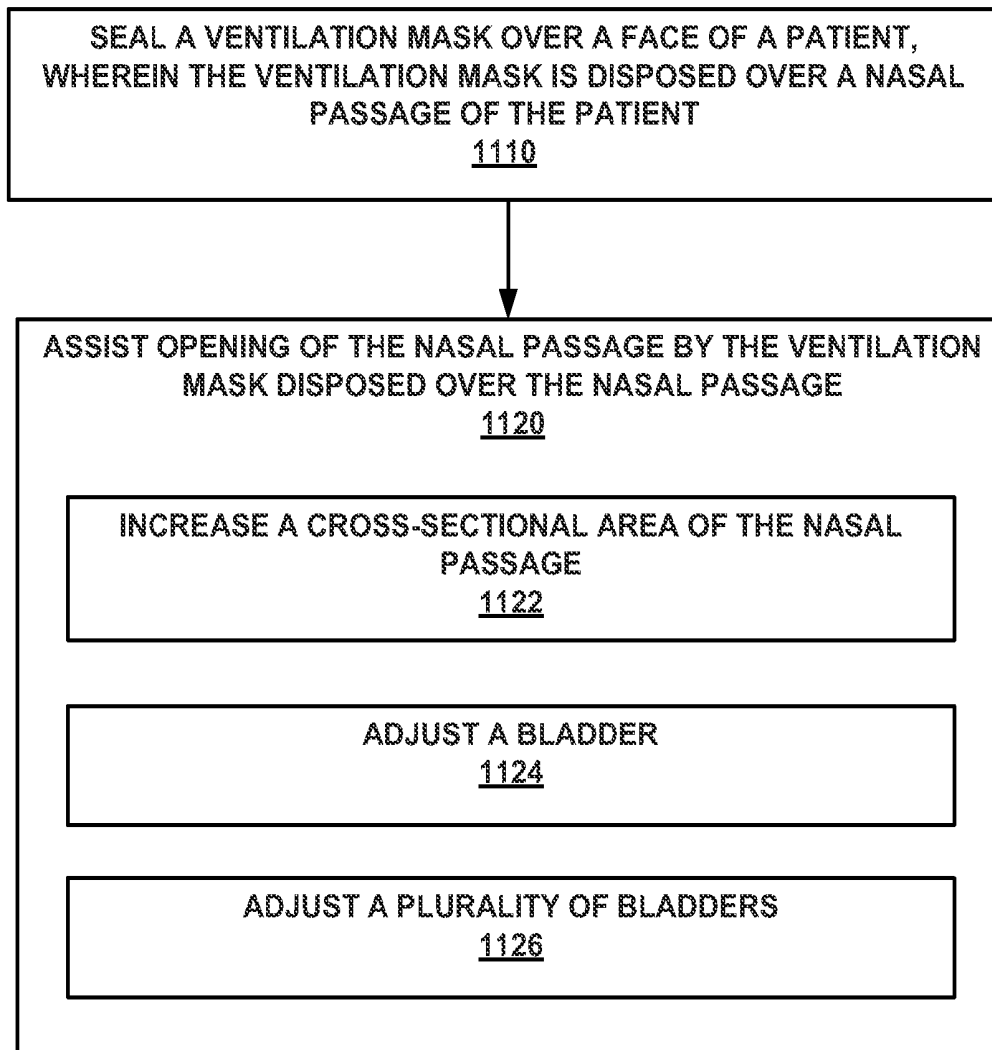 SEAL A VENTILATION MASK OVER A FACE OF A PATIENT,
WHEREIN THE VENTILATION MASK IS DISPOSED OVER A NASAL
PASSAGE OF THE PATIENT
1110
ASSIST OPENING OF THE NASAL PASSAGE BY THE VENTILATION
MASK DISPOSED OVER THE NASAL PASSAGE
1120
INCREASE A CROSS-SECTIONAL AREA OF THE NASAL
PASSAGE
1122
ADJUST A BLADDER
1124
ADJUST A PLURALITY OF BLADDERS
1126